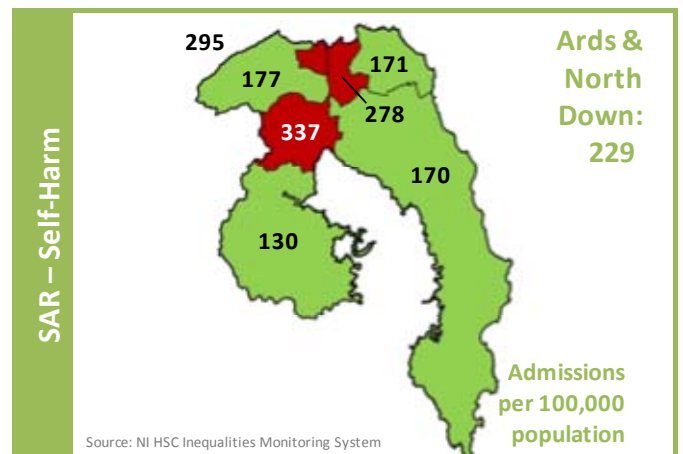 SAR – Self-Harm
295
177
171
278
337
170
130
Ards &
North
Down:
229
Admissions
per 100,000
population
Source: NI HSC Inequalities Monitoring System